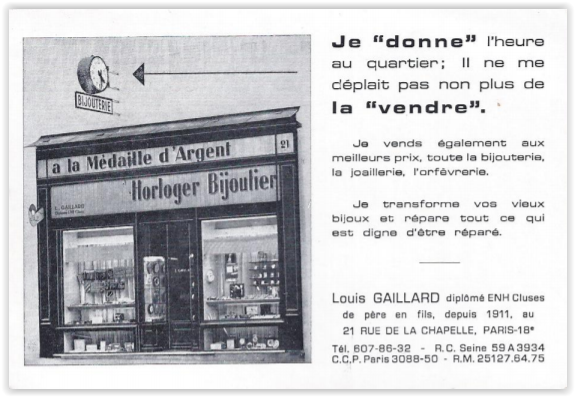 BIJOUTERIE
a la Médaille d'Argent
21
Horloger Bijoutier
L. GAILLARD
Je "donne" l'heure
au quartier; Il ne me
déplait pas non plus de
la "vendre".
Je vends également aux
meilleurs prix, toute la bijouterie,
la joaillerie, l'orfèvrerie.
Je transforme vos vieux
bijoux et répare tout ce qui
est digne d'être réparé.
Louis GAILLARD diplômé ENH Cluses
de père en fils, depuis 1911, au
21 RUE DE LA CHAPELLE, PARIS-18e
Tél. 607-86-32 - R.C. Seine 59 A 3934
C.C.P. Paris 3088-50 - R.M. 25127.64.75